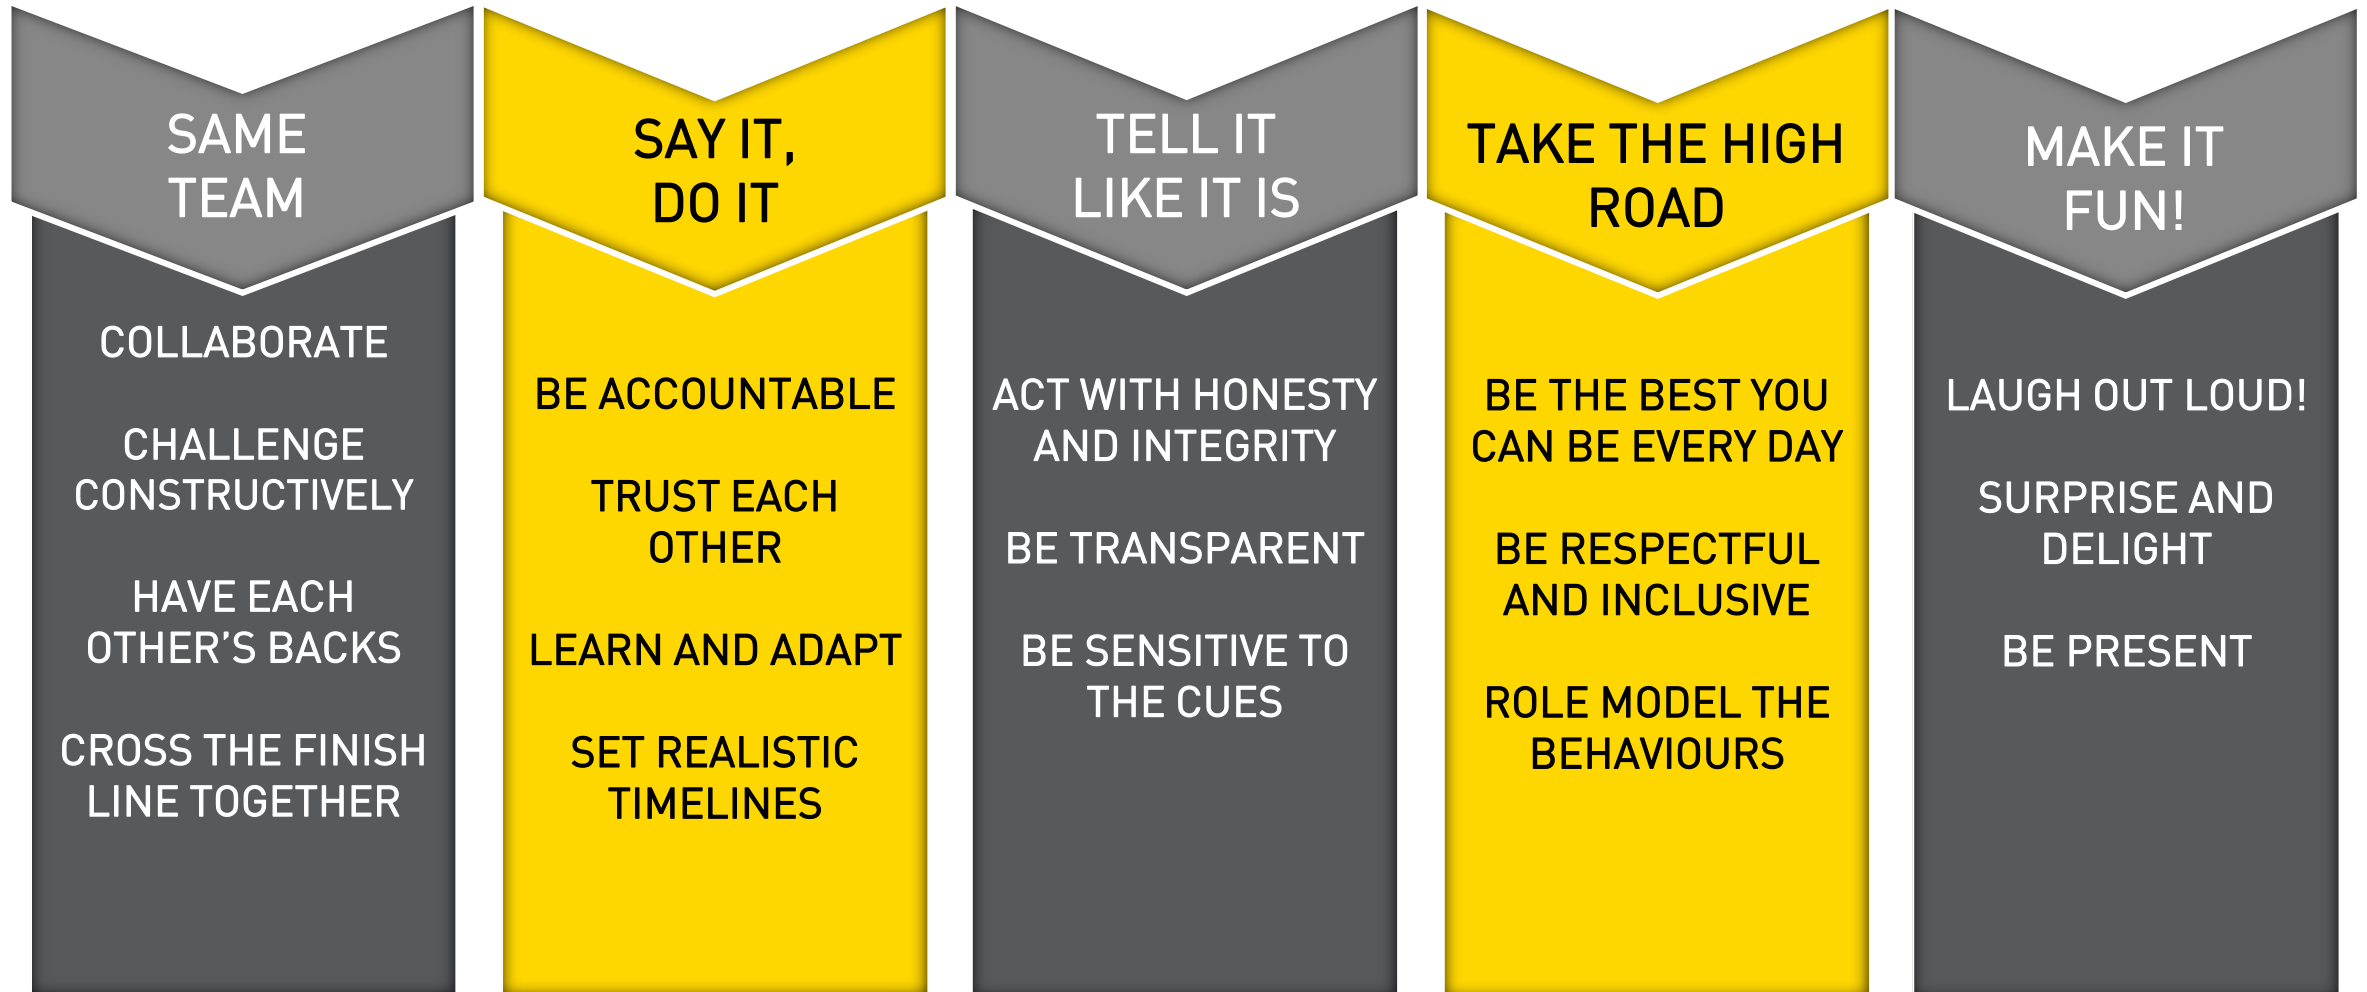 SAME
TEAM
COLLABORATE
CHALLENGE
CONSTRUCTIVELY
HAVE EACH
OTHER’S BACKS
CROSS THE FINISH
LINE TOGETHER
SAY IT,
DO IT
BE ACCOUNTABLE
TRUST EACH
OTHER
LEARN AND ADAPT
SET REALISTIC
TIMELINES
TELL IT
LIKE IT IS
ACT WITH HONESTY
AND INTEGRITY
BE TRANSPARENT
BE SENSITIVE TO
THE CUES
TAKE THE HIGH
ROAD
BE THE BEST YOU
CAN BE EVERY DAY
BE RESPECTFUL
AND INCLUSIVE
ROLE MODEL THE
BEHAVIOURS
MAKE IT
FUN!
LAUGH OUT LOUD!
SURPRISE AND
DELIGHT
BE PRESENT